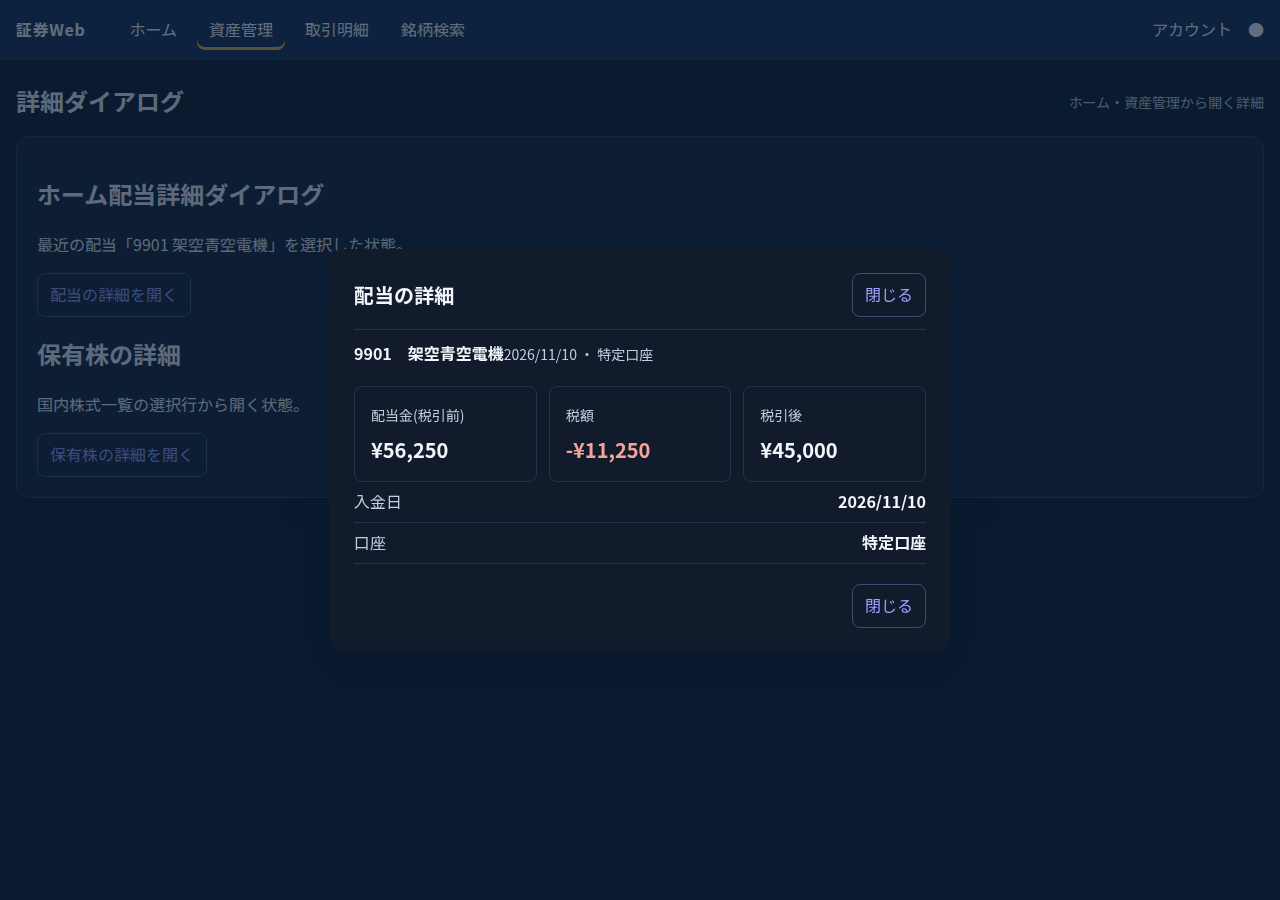 証券Web ホーム 資産管理 取引明細 銘柄検索 アカウント
詳細ダイアログ ホーム・資産管理から開く詳細
ホーム配当詳細ダイアログ
最近の配当「9901 架空青空電機」を選択した状態。
配当の詳細を開く
保有株の詳細
国内株式一覧の選択行から開く状態。
保有株の詳細を開く
配当の詳細 閉じる
9901 架空青空電機2026/11/10 ・ 特定口座
配当金(税引前) 税額 税引後
¥56,250 -¥11,250 ¥45,000
入金日 2026/11/10
口座 特定口座
閉じる